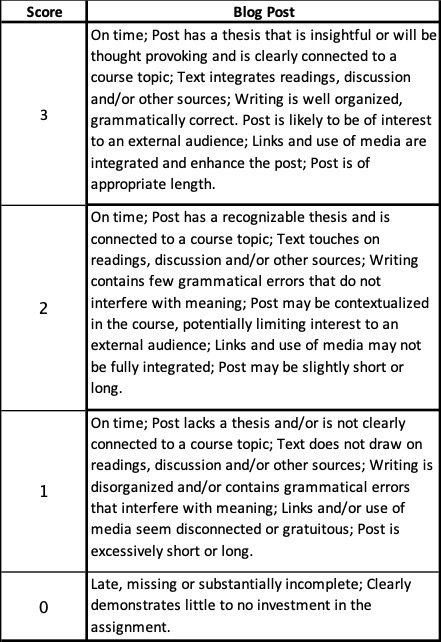 Score Blog Post
On time; Post has a thesis that is insightful or will be
thought provoking and is clearly connected to a
course topic; Text integrates readings, discussion
and/or other sources; Writing is well organized,
3 grammatically correct. Post is likely to be of interest
to an external audience; Links and use of media are
integrated and enhance the post; Post is of
appropriate length.
On time; Post has a recognizable thesis and is
connected to a course topic; Text touches on
readings, discussion and/or other sources; Writing
contains few grammatical errors that do not
2 interfere with meaning; Post may be contextualized
in the course, potentially limiting interest to an
external audience; Links and use of media may not
be fully integrated; Post may be slightly short or
long.
On time; Post lacks a thesis and/or is not clearly
connected to a course topic; Text does not draw on
readings, discussion and/or other sources; Writing is
1 disorganized and/or contains grammatical errors
that interfere with meaning; Links and/or use of
media seem disconnected or gratuitous; Post is
excessively short or long.
Late, missing or substantially incomplete; Clearly
0 demonstrates little to no investment in the
assignment.